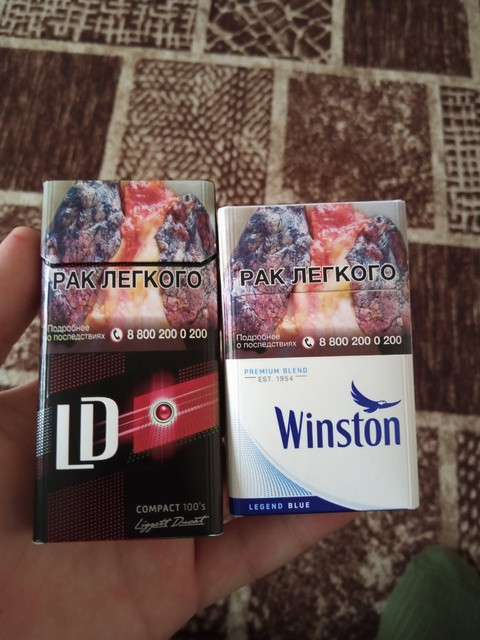 РАК ЛЕГКОГО
Подробнее
о последствиях 8 800 200 0 200
LD
COMPACT 100's
Liggett Ducat
РАК ЛЕГКОГО
Подробнее
о последствиях 8 800 200 0 200
PREMIUM BLEND
EST. 1954
Winston
LEGEND BLUE